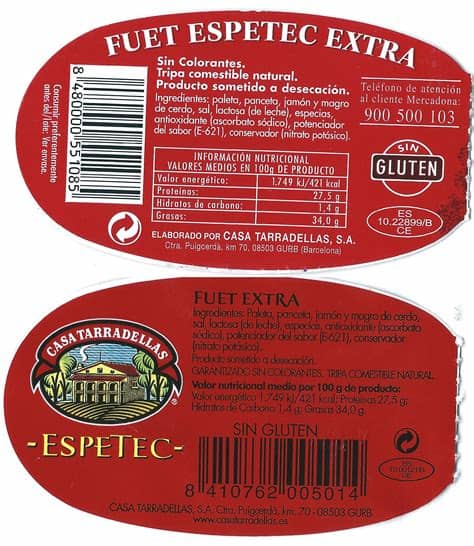 FUET ESPETEC EXTRA
Sin Colorantes.
Tripa comestible natural.
Producto sometido a desecación.
Ingredientes: paleta, panceta, jamón y magro
de cerdo, sal, lactosa (de leche), especias,
antioxidante (ascorbato sódico), potenciador
del sabor (E-621), conservador (nitrato potásico).
8 480000 551085
Consumir preferentemente
antes del/Lote: Ver envase.
INFORMACIÓN NUTRICIONAL
VALORES MEDIOS EN 100g DE PRODUCTO
Valor energético: 1.749 kJ/421 kcal
Proteínas: 27,5 g
Hidratos de carbono: 1,4 g
Grasas: 34,0 g
ELABORADO POR CASA TARRADELLAS, S.A.
Ctra. Puigcerdà, km 70, 08503 GURB (Barcelona)
Teléfono de atención
al cliente Mercadona:
900 500 103
SIN
GLUTEN
ES
10.22899/B
CE
CASA TARRADELLAS
®
-ESPETEC-
FUET EXTRA
Ingredientes: Paleta, panceta, jamón y magro de cerdo,
sal, lactosa (de leche), especias, antioxidante (ascorbato
sódico), potenciador del sabor (E-621), conservador
(nitrato potásico).
Producto sometido a desecación.
GARANTIZADO SIN COLORANTES. TRIPA COMESTIBLE NATURAL.
Valor nutricional medio por 100 g de producto:
Valor energético 1.749 kJ/421 kcal; Proteínas 27,5 g;
Hidratos de Carbono 1,4 g; Grasas 34,0 g.
SIN GLUTEN
8 410762 005014
CASA TARRADELLAS, S.A. Ctra. Puigcerdà, km. 70 - 08503 GURB
www.casatarradellas.es